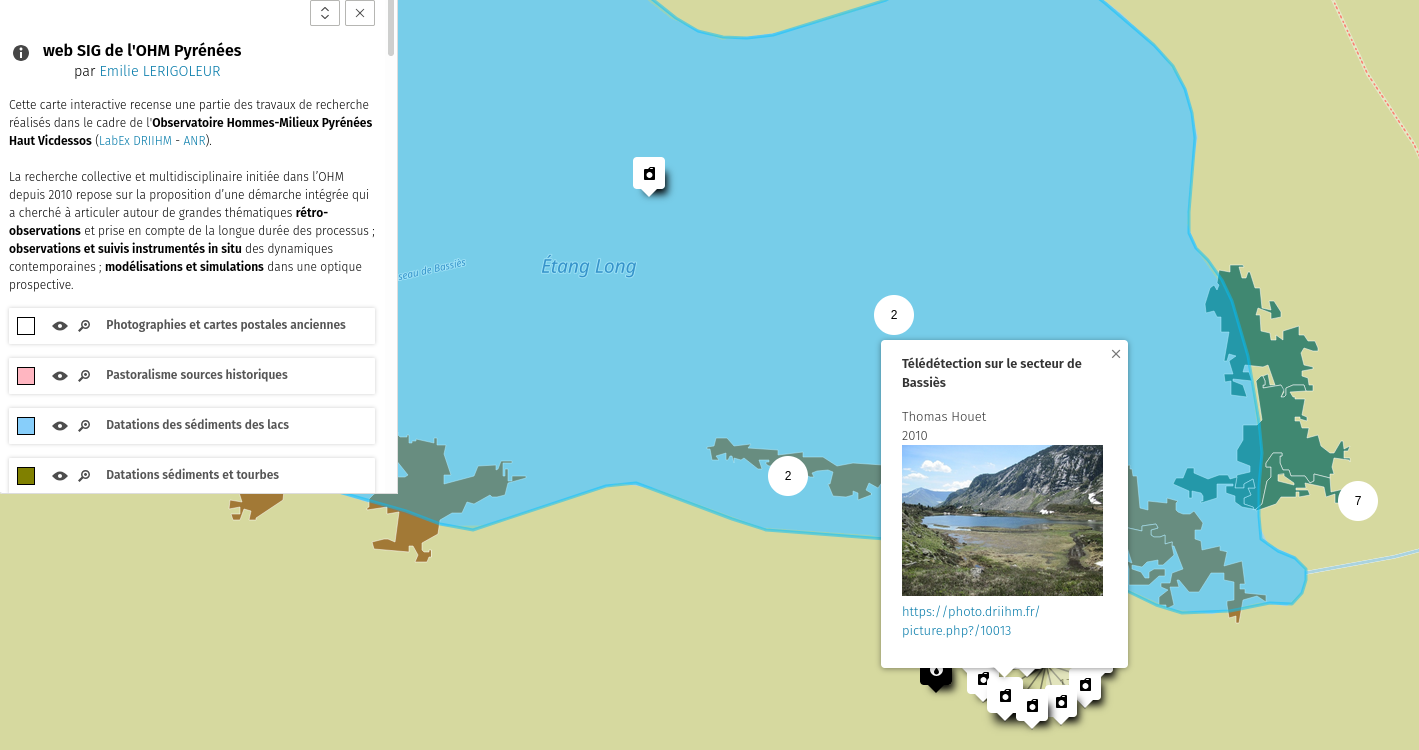 web SIG de l'OHM Pyrénées
par Emilie LERIGOLEUR
Cette carte interactive recense une partie des travaux de recherche
réalisés dans le cadre de l'Observatoire Hommes-Milieux Pyrénées
Haut Vicdessos (LabEx DRIIHM - ANR).
La recherche collective et multidisciplinaire initiée dans l’OHM
depuis 2010 repose sur la proposition d’une démarche intégrée qui
a cherché à articuler autour de grandes thématiques rétro-
observations et prise en compte de la longue durée des processus ;
observations et suivis instrumentés in situ des dynamiques
contemporaines ; modélisations et simulations dans une optique
prospective.
Photographies et cartes postales anciennes
Pastoralisme sources historiques
Datations des sédiments des lacs
Datations sédiments et tourbes
seau de Bassiès
Étang Long
2
2
7
Télédétection sur le secteur de
Bassiès
Thomas Houet
2010
https://photo.driihm.fr/
picture.php?/10013